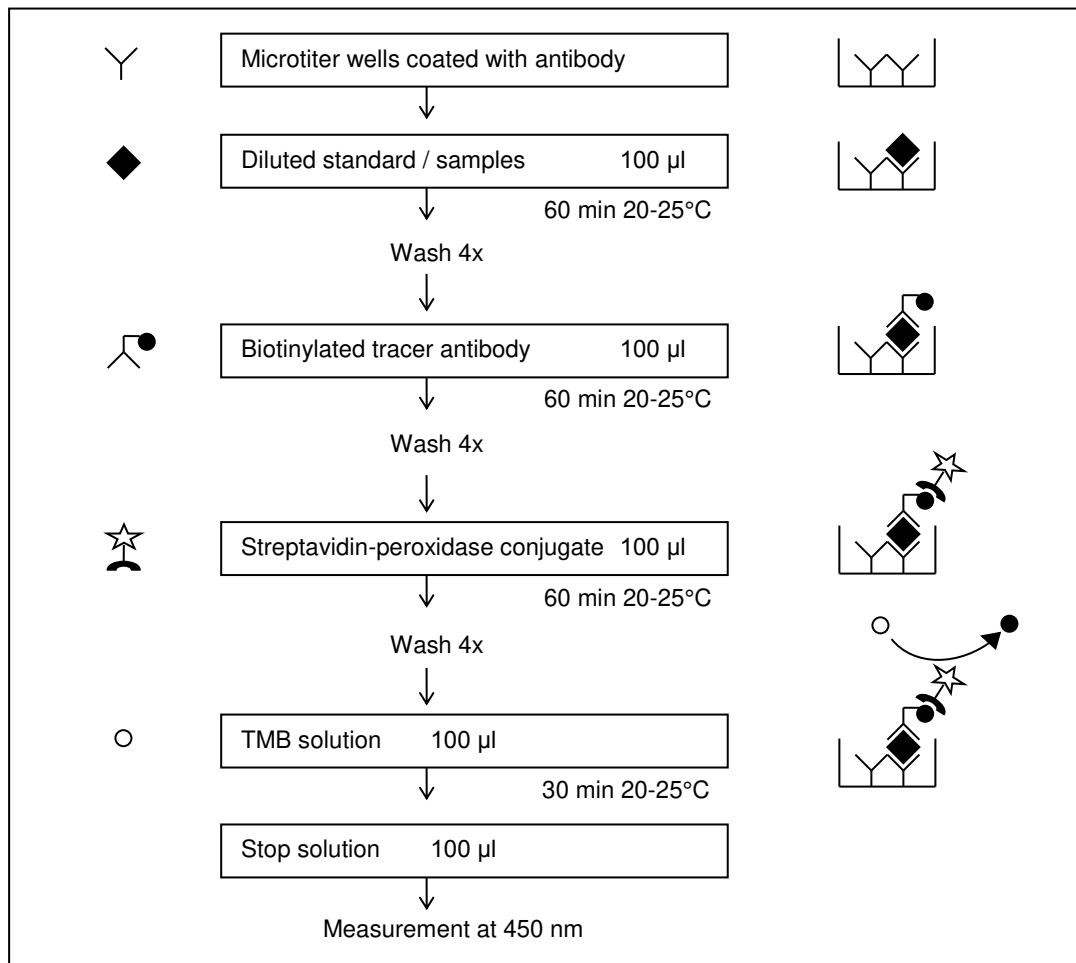 Microtiter wells coated with antibody
Diluted standard / samples 100 µl
60 min 20-25°C
Wash 4x
Biotinylated tracer antibody 100 µl
60 min 20-25°C
Wash 4x
Streptavidin-peroxidase conjugate 100 µl
60 min 20-25°C
Wash 4x
TMB solution 100 µl
30 min 20-25°C
Stop solution 100 µl
Measurement at 450 nm